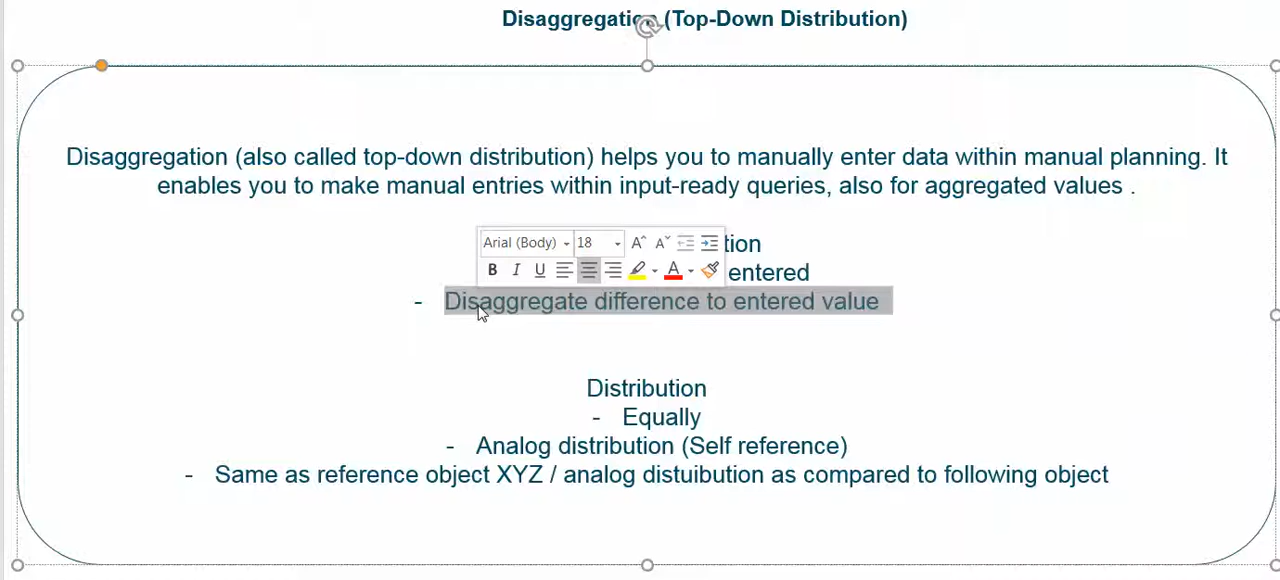 Disaggregation (Top-Down Distribution)
Disaggregation (also called top-down distribution) helps you to manually enter data within manual planning. It
enables you to make manual entries within input-ready queries, also for aggregated values .
Arial (Body) 18
B I U A
entered
- Disaggregate difference to entered value
Distribution
- Equally
- Analog distribution (Self reference)
- Same as reference object XYZ / analog distuibution as compared to following object